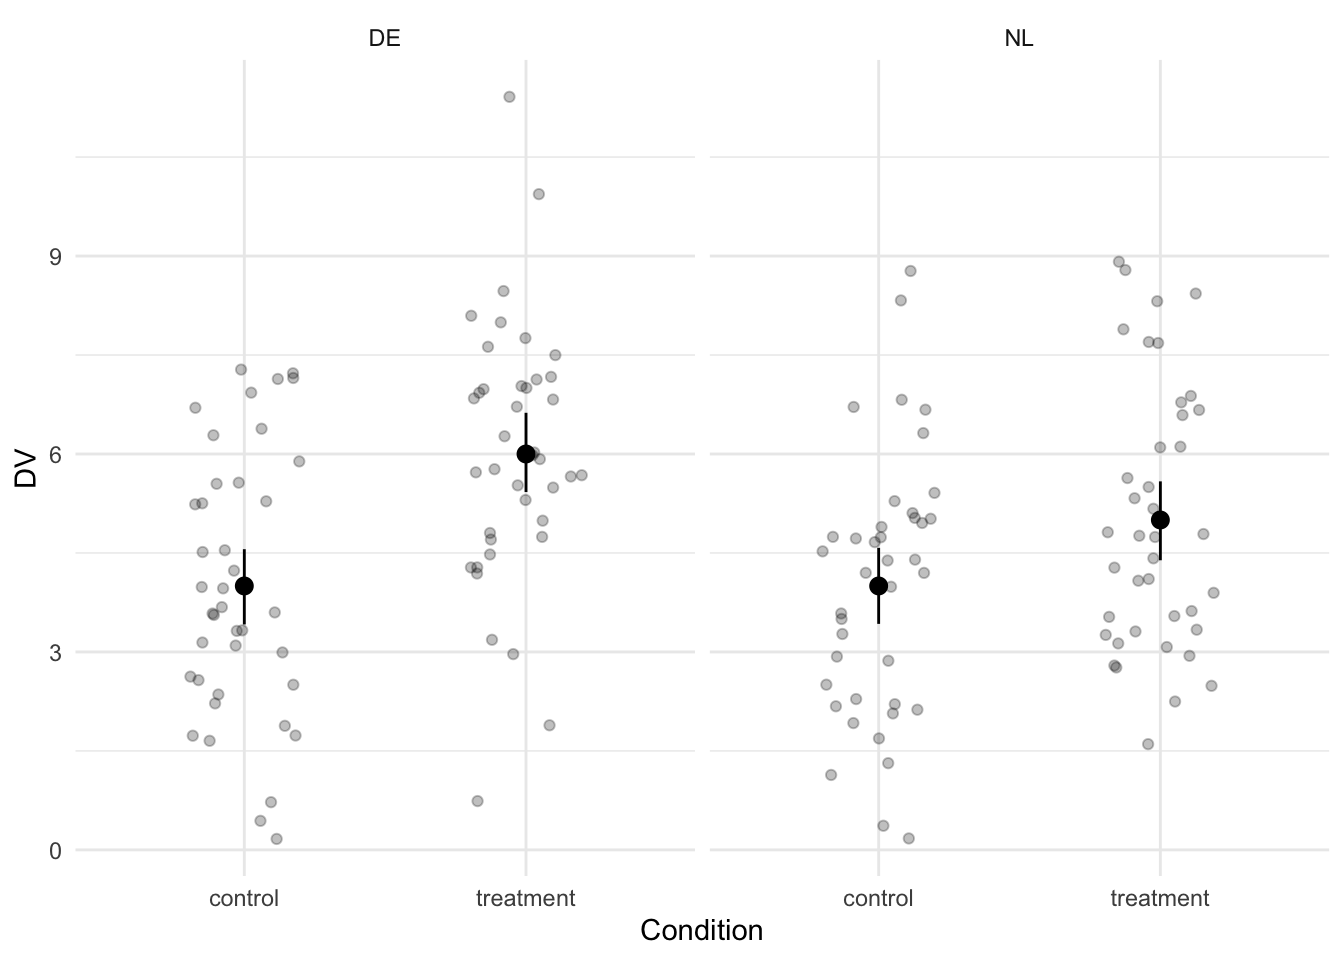 DE
NL
DV
9
6
3
0
control
treatment
control
treatment
Condition